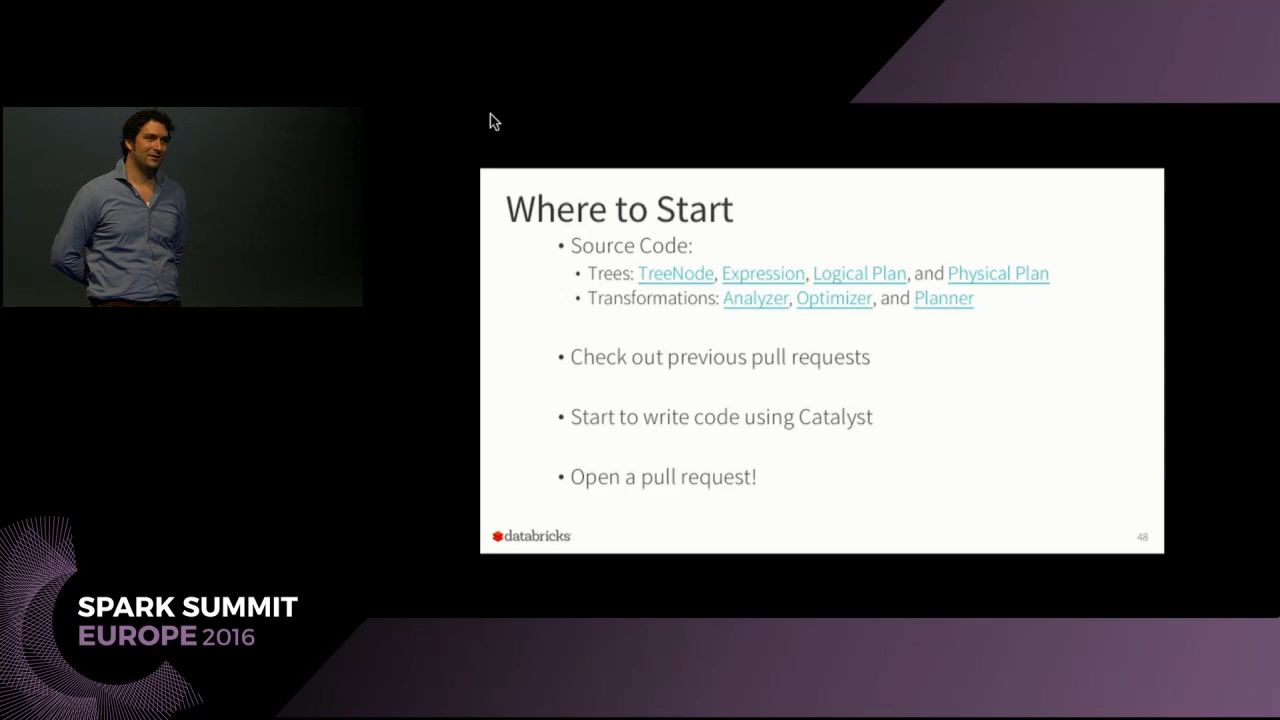 Where to Start
• Source Code:
• Trees: TreeNode, Expression, Logical Plan, and Physical Plan
• Transformations: Analyzer, Optimizer, and Planner
• Check out previous pull requests
• Start to write code using Catalyst
• Open a pull request!
databricks
48
SPARK SUMMIT
EUROPE 2016